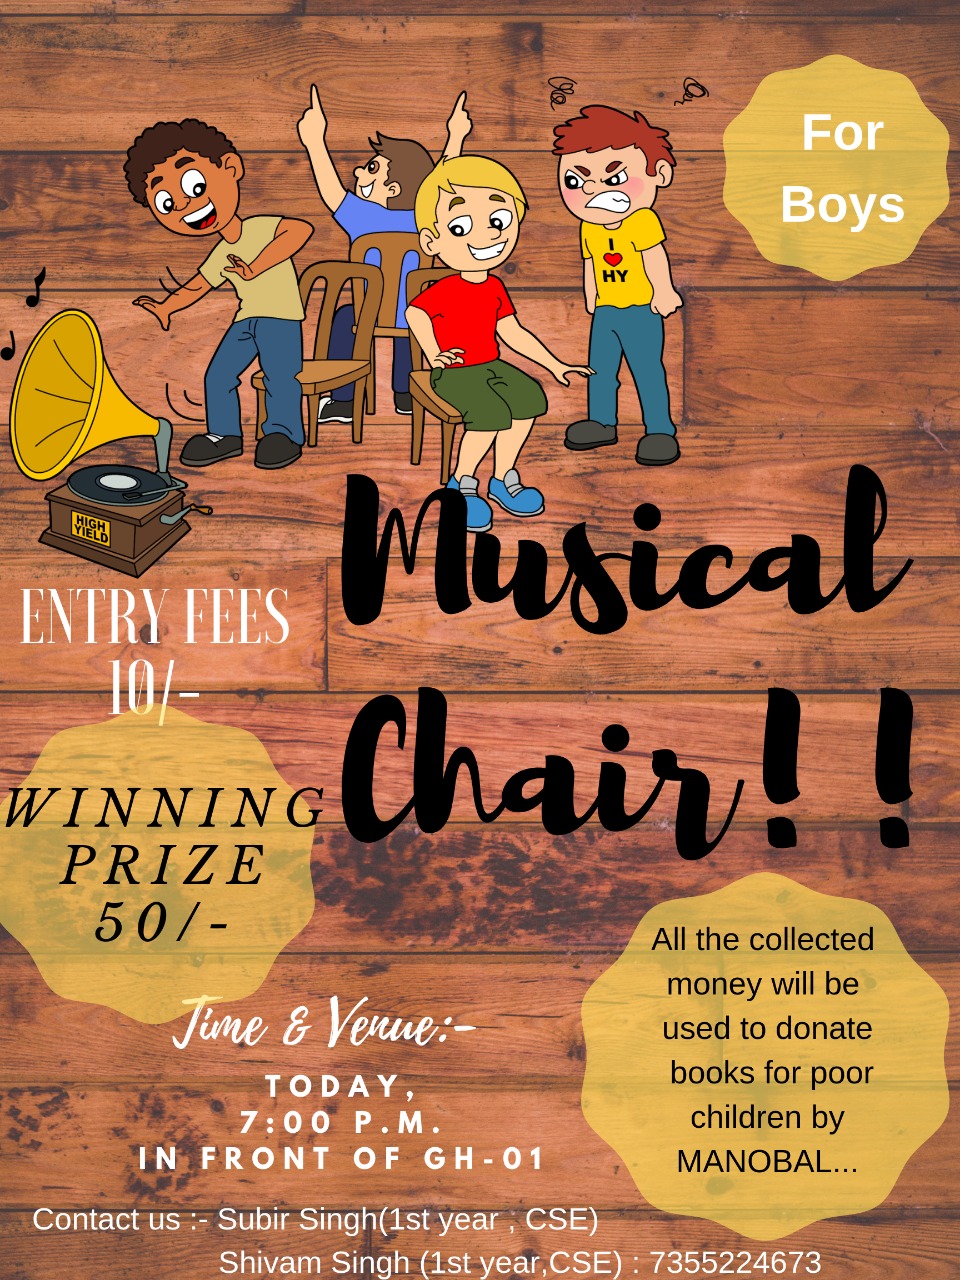 For
Boys
I
HY
HIGH
YIELD
Musical
Chair!!
ENTRY FEES
10/-
WINNING
PRIZE
50/-
All the collected
money will be
used to donate
books for poor
children by
MANOBAL...
Time & Venue:-
TODAY,
7:00 P.M.
IN FRONT OF GH-01
Contact us :- Subir Singh(1st year , CSE)
Shivam Singh (1st year,CSE) : 7355224673